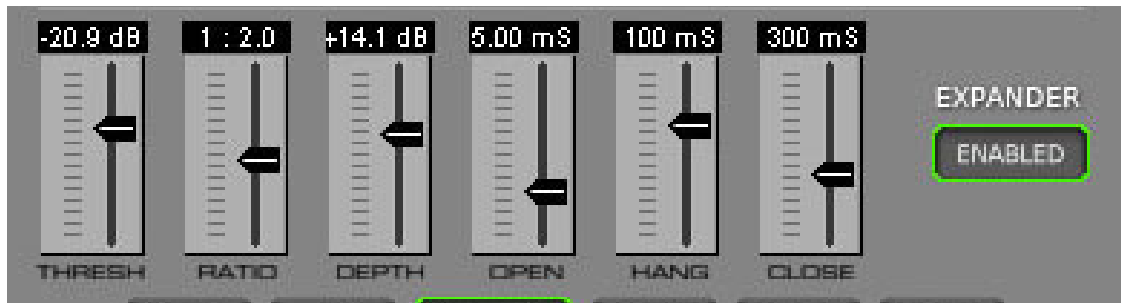 -20.9 dB 1 : 2.0 +14.1 dB 5.00 mS 100 mS 300 mS
EXPANDER
ENABLED
THRESH RATIO DEPTH OPEN HANG CLOSE